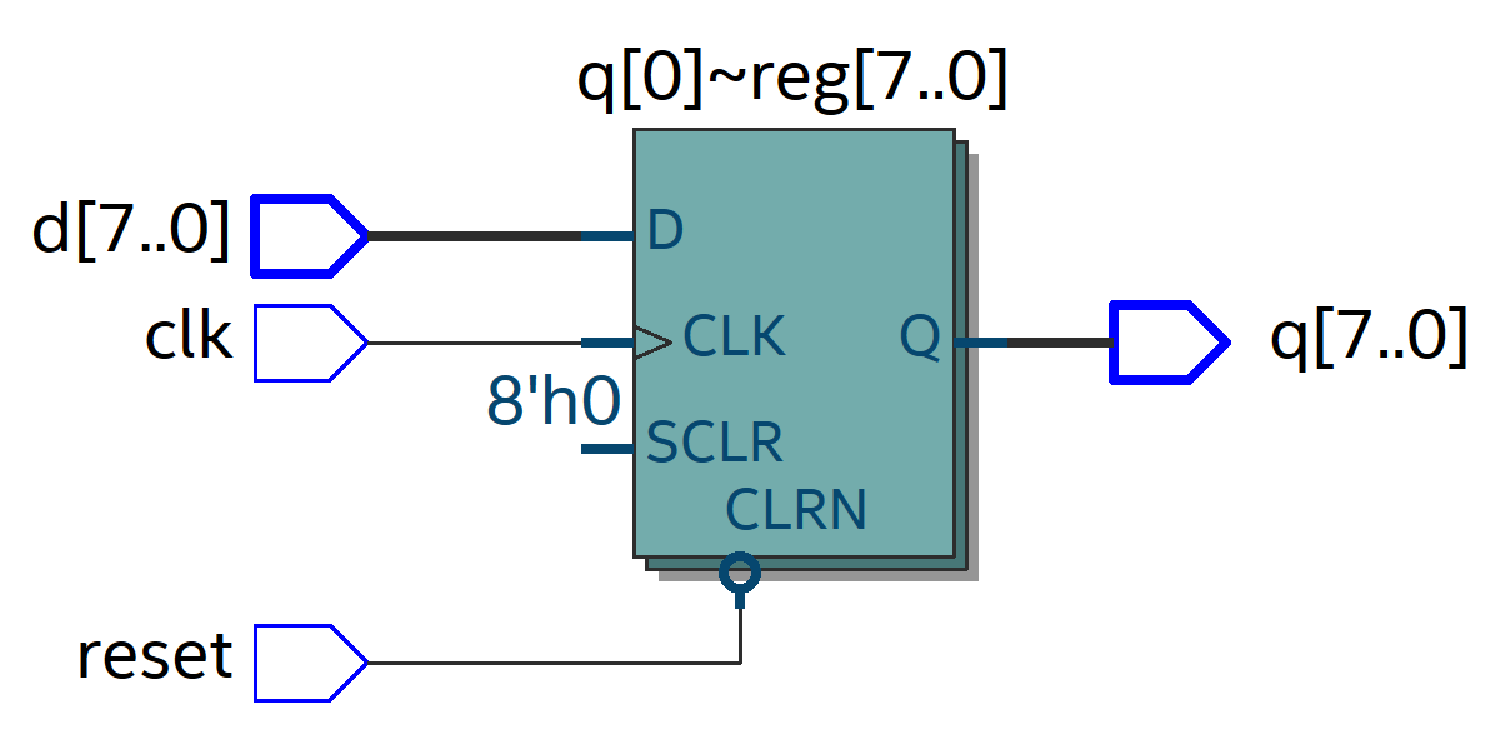 q[0]~reg[7..0]
d[7..0]
D
clk
CLK
Q
q[7..0]
8'h0
SCLR
CLRN
reset